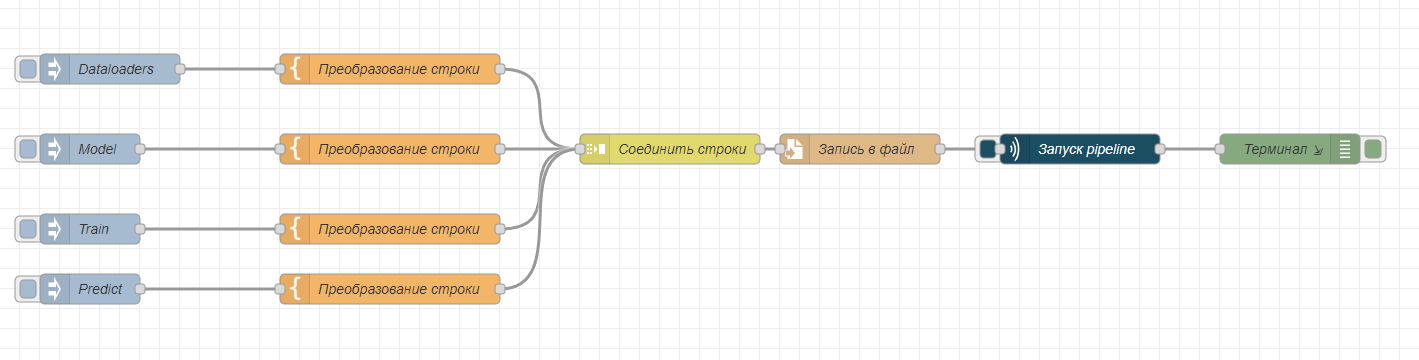 Dataloaders
Преобразование строки
Model
Преобразование строки
Соединить строки
Запись в файл
Запуск pipeline
Терминал
Train
Преобразование строки
Predict
Преобразование строки